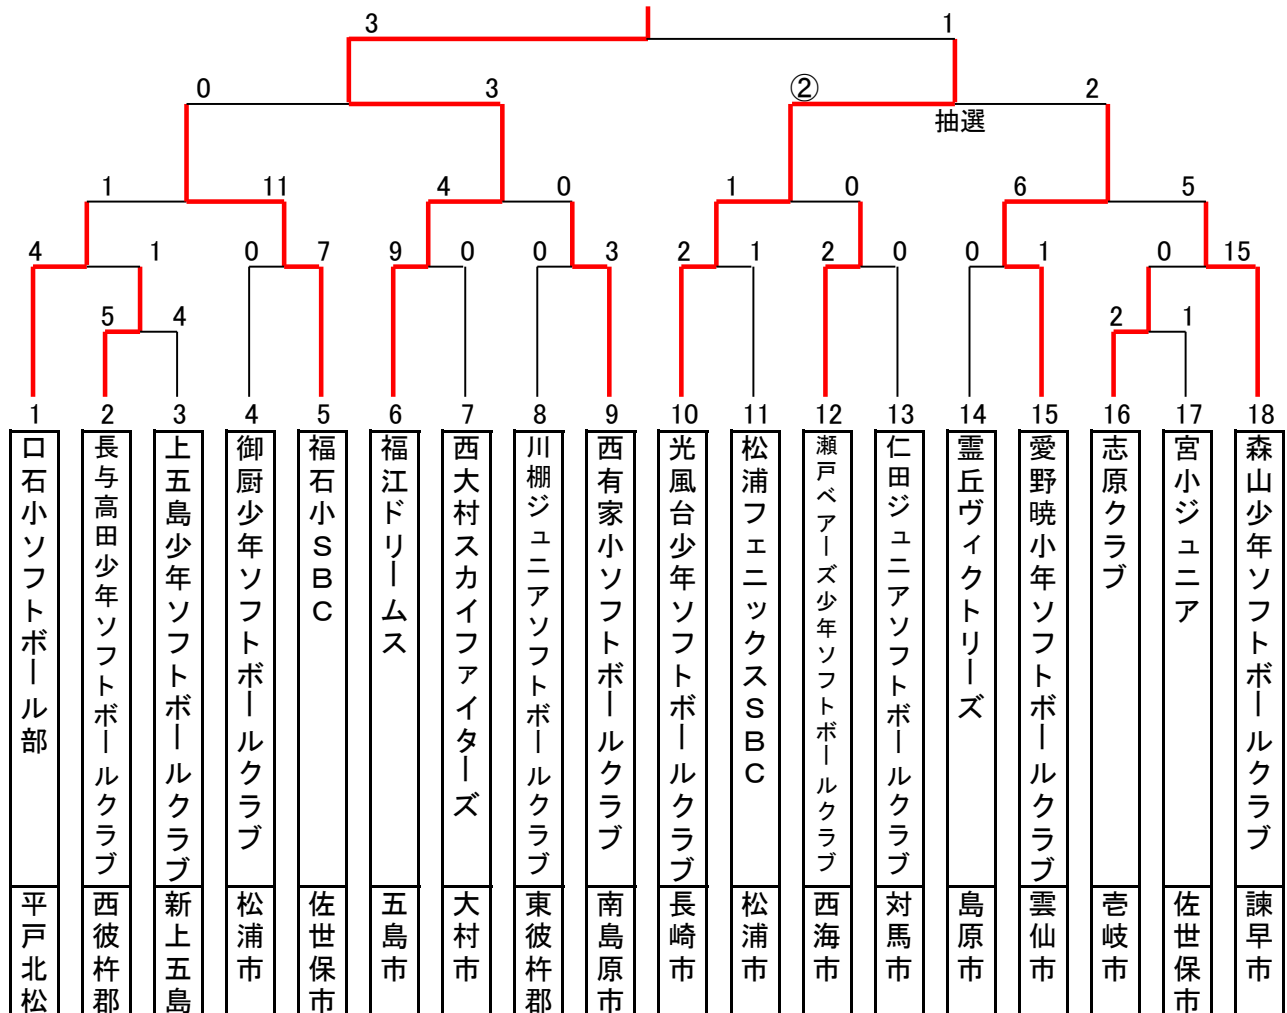 3 1
0 3 ② 2
抽選
1 11 4 0 1 0 6 5
4 1 0 7 9 0 0 3 2 1 2 0 0 1 0 15
5 4 2 1
1 2 3 4 5 6 7 8 9 10 11 12 13 14 15 16 17 18
口石小ソフトボール部
長与高田少年ソフトボールクラブ
上五島少年ソフトボールクラブ
御厨少年ソフトボールクラブ
福石小SBC
福江ドリームス
西大村スカイファイターズ
川棚ジュニアソフトボールクラブ
西有家小ソフトボールクラブ
光風台少年ソフトボールクラブ
松浦フェニックスSBC
瀬戸ベアーズ少年ソフトボールクラブ
仁田ジュニアソフトボールクラブ
霊丘ヴィクトリーズ
愛野暁小年ソフトボールクラブ
志原クラブ
宮小ジュニア
森山少年ソフトボールクラブ
平戸北松
西彼杵郡
新上五島
松浦市
佐世保市
五島市
大村市
東彼杵郡
南島原市
長崎市
松浦市
西海市
対馬市
島原市
雲仙市
壱岐市
佐世保市
諫早市